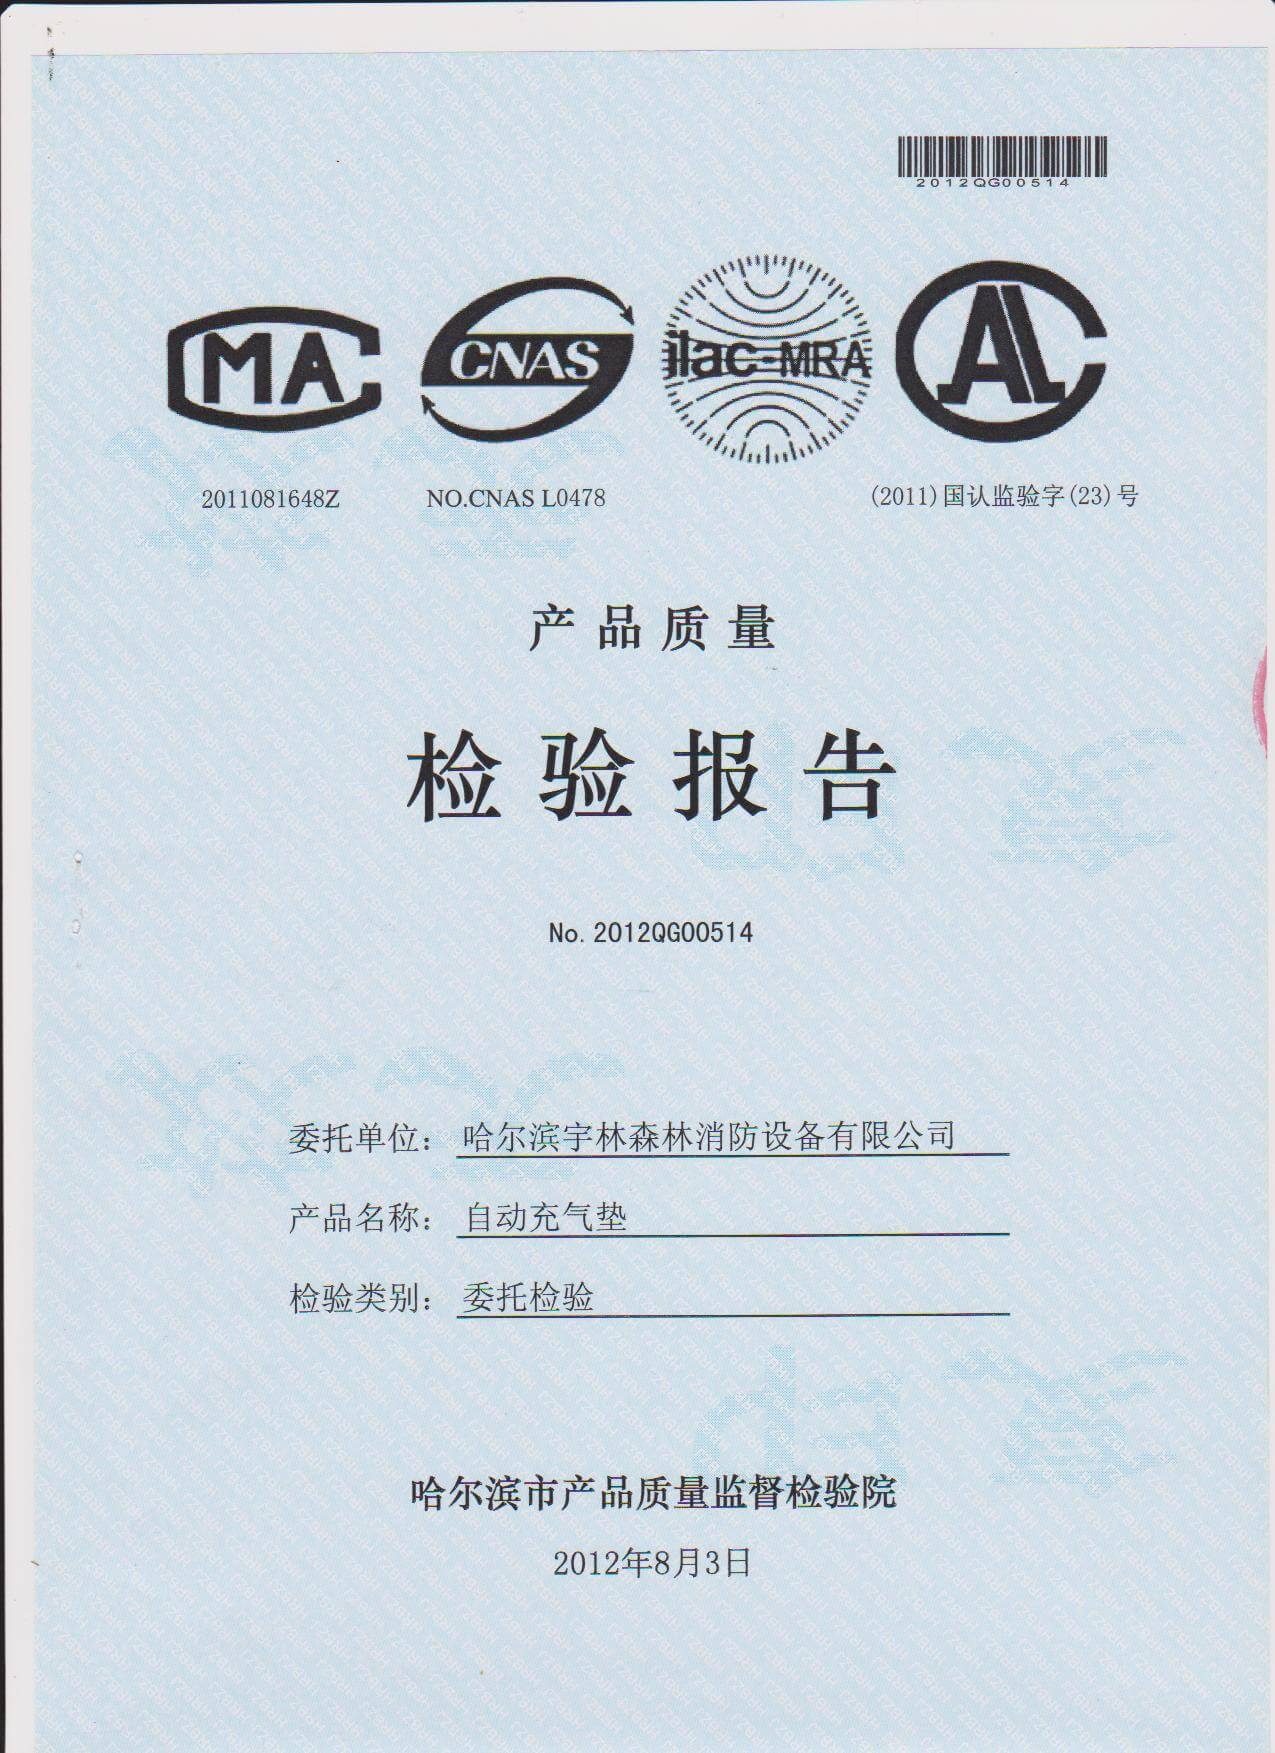 2012QG00514
MA
CNAS
ilac-MRA
AL
2011081648Z
NO.CNAS L0478
(2011)国认监验字(23)号
产品质量
检验报告
No.2012QG00514
委托单位：哈尔滨宇林森林消防设备有限公司
产品名称：自动充气垫
检验类别：委托检验
哈尔滨市产品质量监督检验院
2012年8月3日